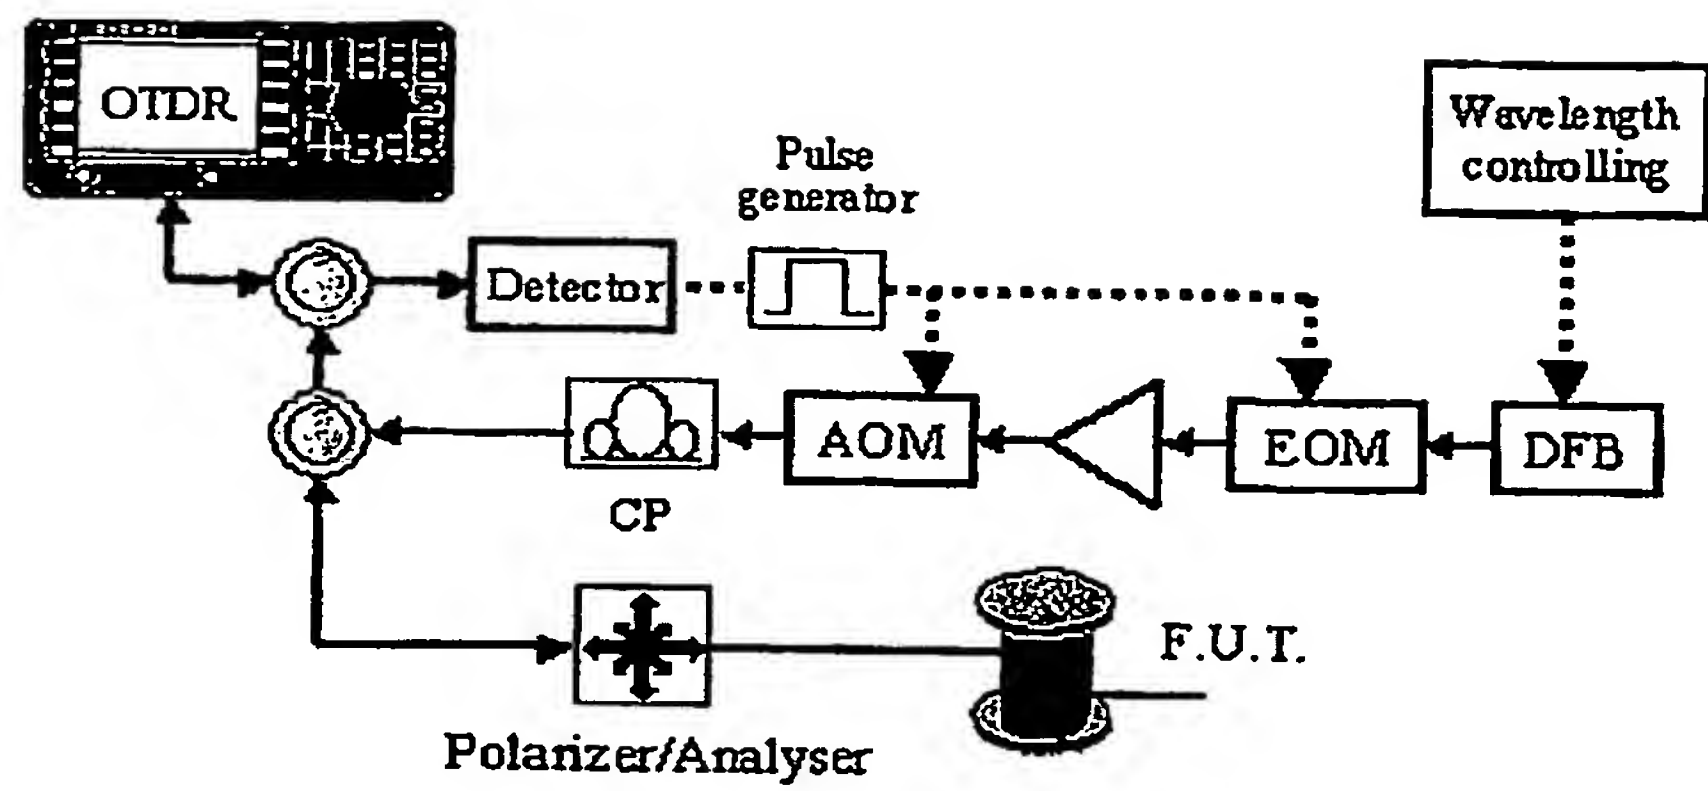 OTDR
Wavelength
controlling
Pulse
generator
Detector
AOM
EOM
DFB
CP
F.U.T.
Polarizer/Analyser